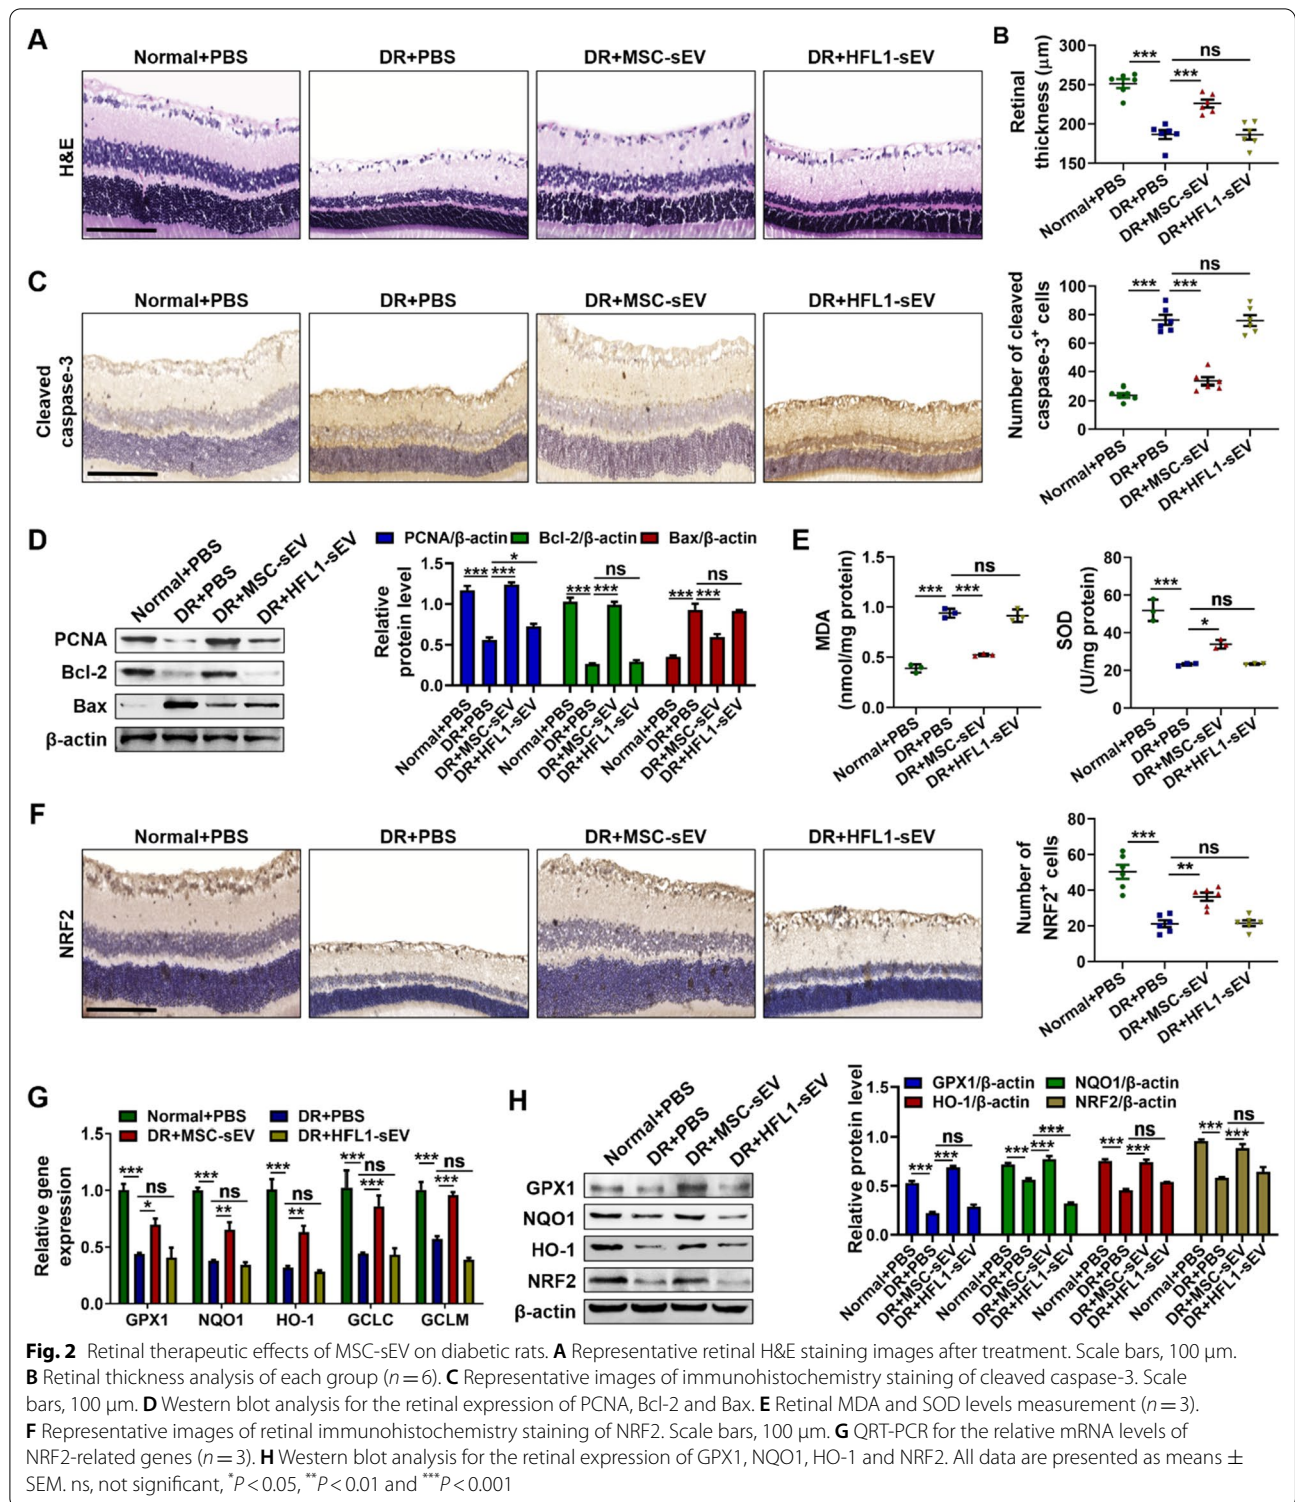 A
Normal+PBS DR+PBS DR+MSC-sEV DR+HFL1-sEV
H&E
B
Retinal
thickness (μm)
300
250
200
150
*** *** ns
Normal+PBS
DR+PBS
DR+MSC-sEV
DR+HFL1-sEV
C
Normal+PBS DR+PBS DR+MSC-sEV DR+HFL1-sEV
Cleaved
caspase-3
Number of cleaved
caspase-3+ cells
100
80
60
40
20
0
*** *** ns
Normal+PBS
DR+PBS
DR+MSC-sEV
DR+HFL1-sEV
D
Normal+PBS
DR+PBS
DR+MSC-sEV
DR+HFL1-sEV
PCNA
Bcl-2
Bax
β-actin
PCNA/β-actin Bcl-2/β-actin Bax/β-actin
Relative
protein level
1.5
1.0
0.5
0.0
*** *** *
*** *** ns
*** *** ns
Normal+PBS
DR+PBS
DR+MSC-sEV
DR+HFL1-sEV
Normal+PBS
DR+PBS
DR+MSC-sEV
DR+HFL1-sEV
Normal+PBS
DR+PBS
DR+MSC-sEV
DR+HFL1-sEV
E
MDA
(nmol/mg protein)
1.5
1.0
0.5
0.0
*** *** ns
Normal+PBS
DR+PBS
DR+MSC-sEV
DR+HFL1-sEV
SOD
(U/mg protein)
80
60
40
20
0
*** * ns
Normal+PBS
DR+PBS
DR+MSC-sEV
DR+HFL1-sEV
F
Normal+PBS DR+PBS DR+MSC-sEV DR+HFL1-sEV
NRF2
Number of
NRF2+ cells
80
60
40
20
0
*** ** ns
Normal+PBS
DR+PBS
DR+MSC-sEV
DR+HFL1-sEV
G
Normal+PBS DR+PBS
DR+MSC-sEV DR+HFL1-sEV
Relative gene
expression
1.5
1.0
0.5
0.0
*** * ns
*** ** ns
*** ** ns
*** *** ns
*** *** ns
GPX1 NQO1 HO-1 GCLC GCLM
H
Normal+PBS
DR+PBS
DR+MSC-sEV
DR+HFL1-sEV
GPX1
NQO1
HO-1
NRF2
β-actin
GPX1/β-actin NQO1/β-actin
HO-1/β-actin NRF2/β-actin
Relative protein level
1.5
1.0
0.5
0.0
*** *** ns
*** *** ***
*** *** ns
*** *** ns
Normal+PBS
DR+PBS
DR+MSC-sEV
DR+HFL1-sEV
Normal+PBS
DR+PBS
DR+MSC-sEV
DR+HFL1-sEV
Normal+PBS
DR+PBS
DR+MSC-sEV
DR+HFL1-sEV
Normal+PBS
DR+PBS
DR+MSC-sEV
DR+HFL1-sEV
Fig. 2 Retinal therapeutic effects of MSC-sEV on diabetic rats. A Representative retinal H&E staining images after treatment. Scale bars, 100 μm.
B Retinal thickness analysis of each group (n = 6). C Representative images of immunohistochemistry staining of cleaved caspase-3. Scale
bars, 100 μm. D Western blot analysis for the retinal expression of PCNA, Bcl-2 and Bax. E Retinal MDA and SOD levels measurement (n = 3).
F Representative images of retinal immunohistochemistry staining of NRF2. Scale bars, 100 μm. G QRT-PCR for the relative mRNA levels of
NRF2-related genes (n = 3). H Western blot analysis for the retinal expression of GPX1, NQO1, HO-1 and NRF2. All data are presented as means ±
SEM. ns, not significant, *P < 0.05, **P < 0.01 and ***P < 0.001